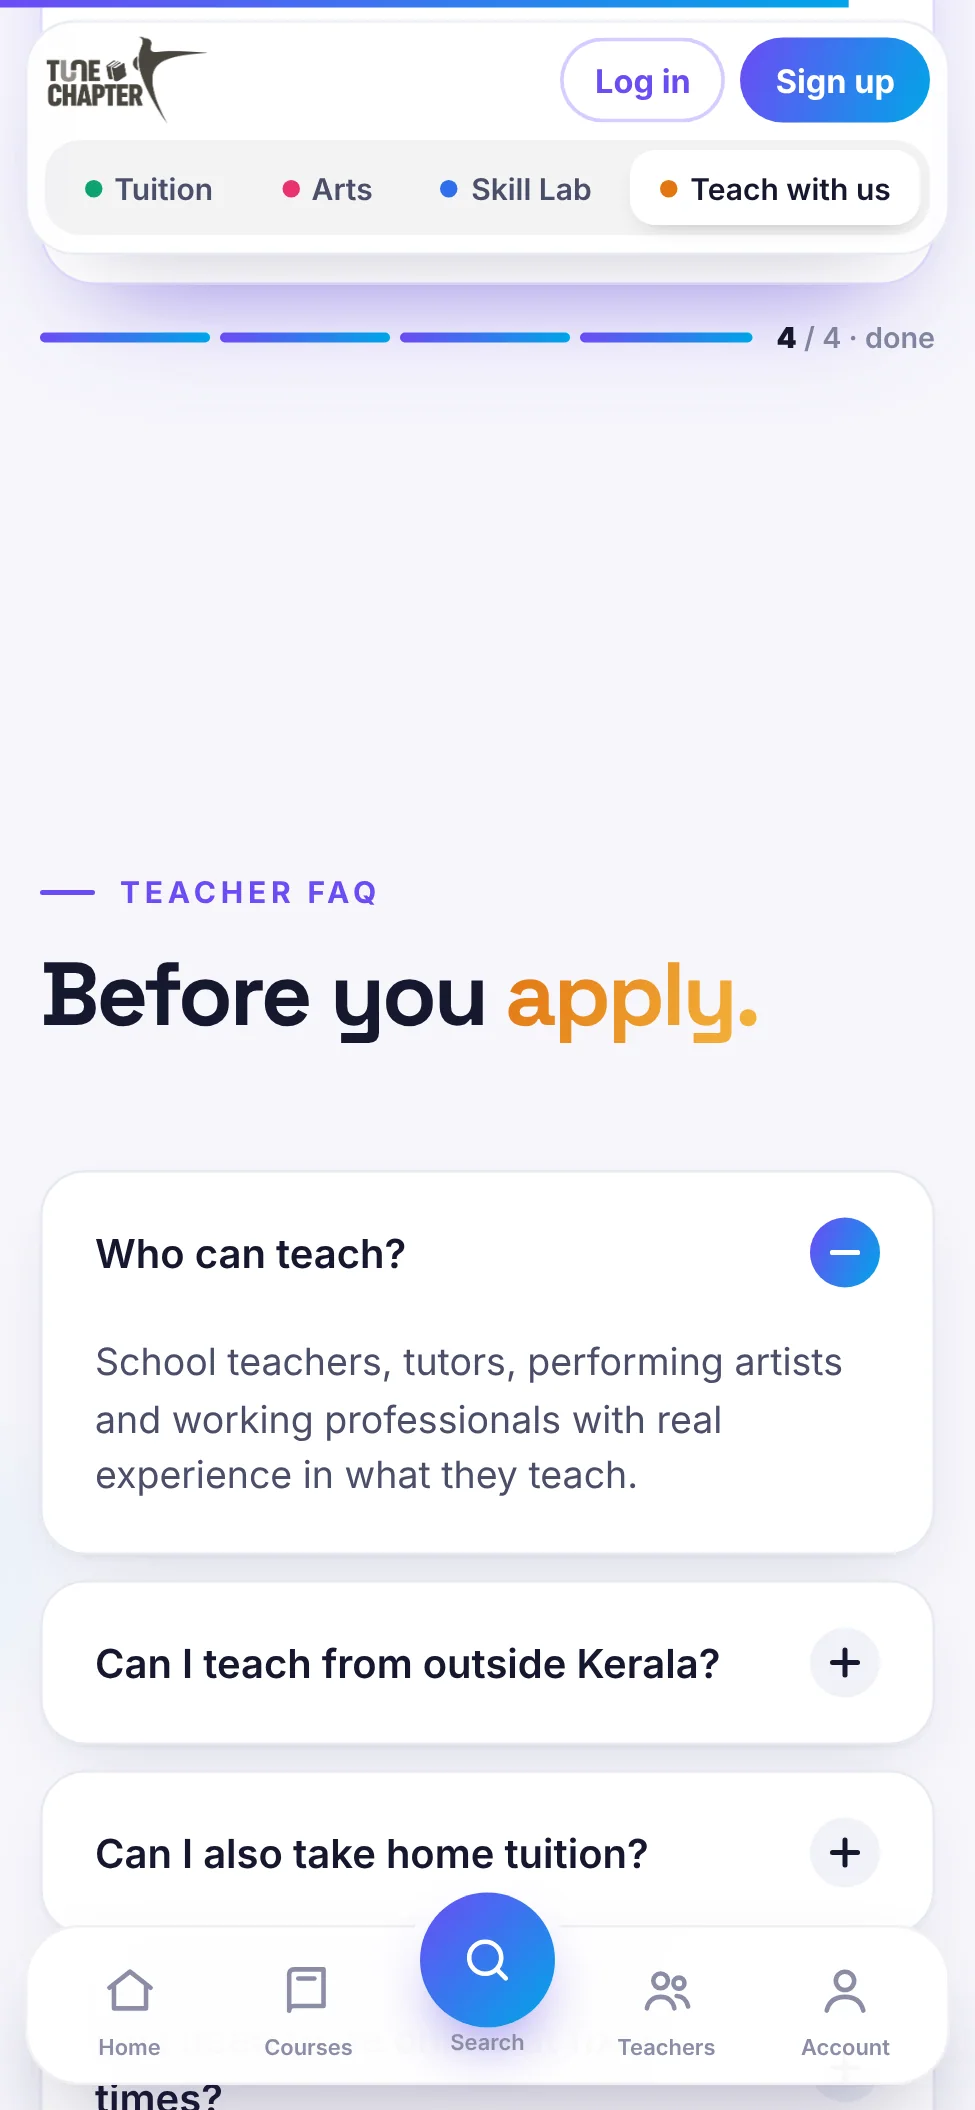 TUNE
CHAPTER
Log in
Sign up
Tuition
Arts
Skill Lab
Teach with us
4 / 4 · done
TEACHER FAQ
Before you apply.
Who can teach?
School teachers, tutors, performing artists
and working professionals with real
experience in what they teach.
Can I teach from outside Kerala?
Can I also take home tuition?
Home
Courses
Search
Teachers
Account
times?